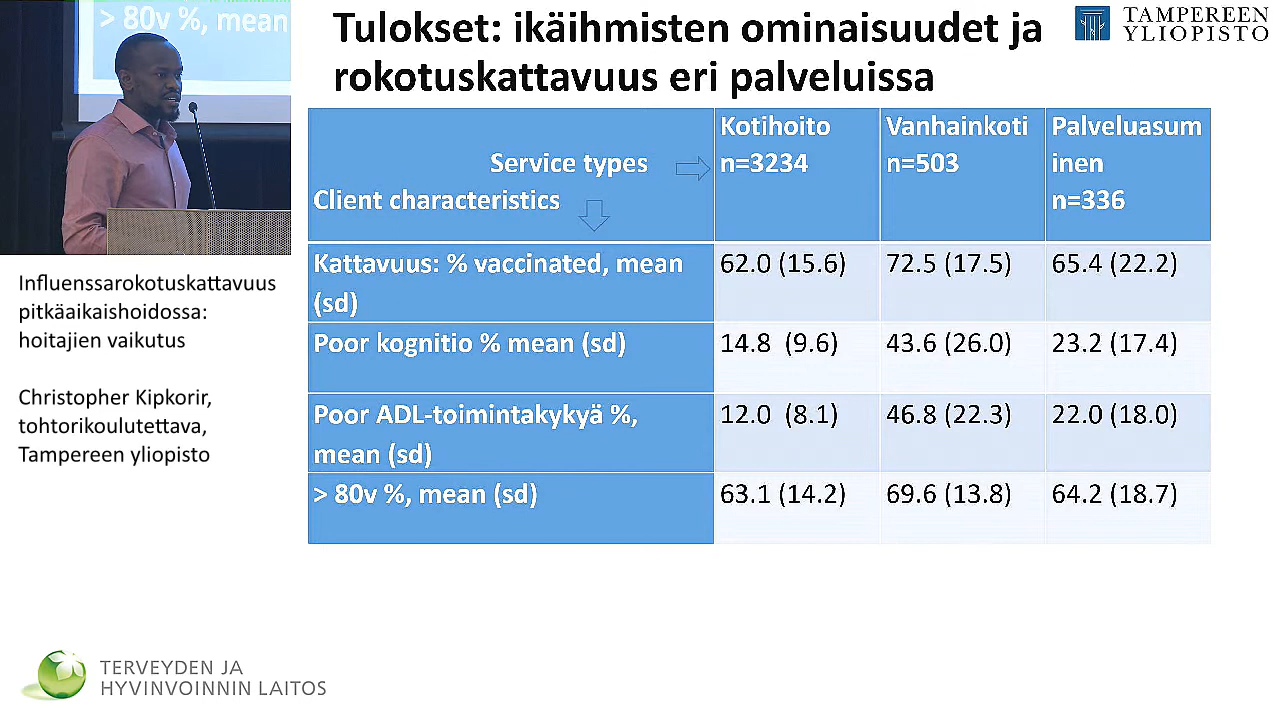 > 80v %, mean
Tulokset: ikäihmisten ominaisuudet ja
rokotuskattavuus eri palveluissa
TAMPEREEN
YLIOPISTO
Service types
Client characteristics
Kotihoito
n=3234
Vanhainkoti
n=503
Palveluasum
inen
n=336
Kattavuus: % vaccinated, mean
(sd)
62.0 (15.6)
72.5 (17.5)
65.4 (22.2)
Poor kognitio % mean (sd)
14.8 (9.6)
43.6 (26.0)
23.2 (17.4)
Poor ADL-toimintakykyä %,
mean (sd)
12.0 (8.1)
46.8 (22.3)
22.0 (18.0)
> 80v %, mean (sd)
63.1 (14.2)
69.6 (13.8)
64.2 (18.7)
Influenssarokotuskattavuus
pitkäaikaishoidossa:
hoitajien vaikutus
Christopher Kipkorir,
tohtorikoulutettava,
Tampereen yliopisto
TERVEYDEN JA
HYVINVOINNIN LAITOS